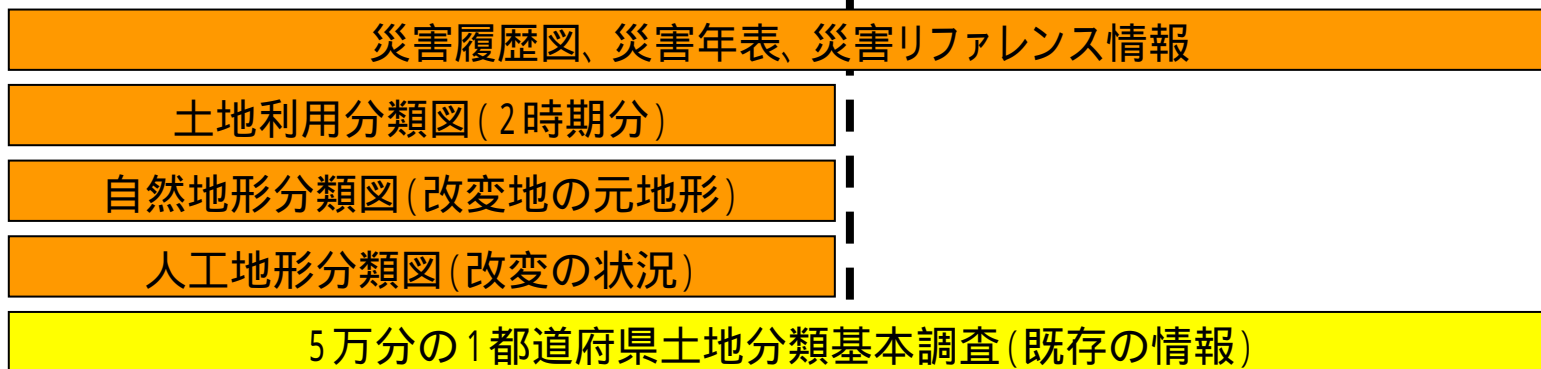 災害履歴図、災害年表、災害リファレンス情報
土地利用分類図(2時期分)
自然地形分類図(改変地の元地形)
人工地形分類図(改変の状況)
5万分の1都道府県土地分類基本調査(既存の情報)